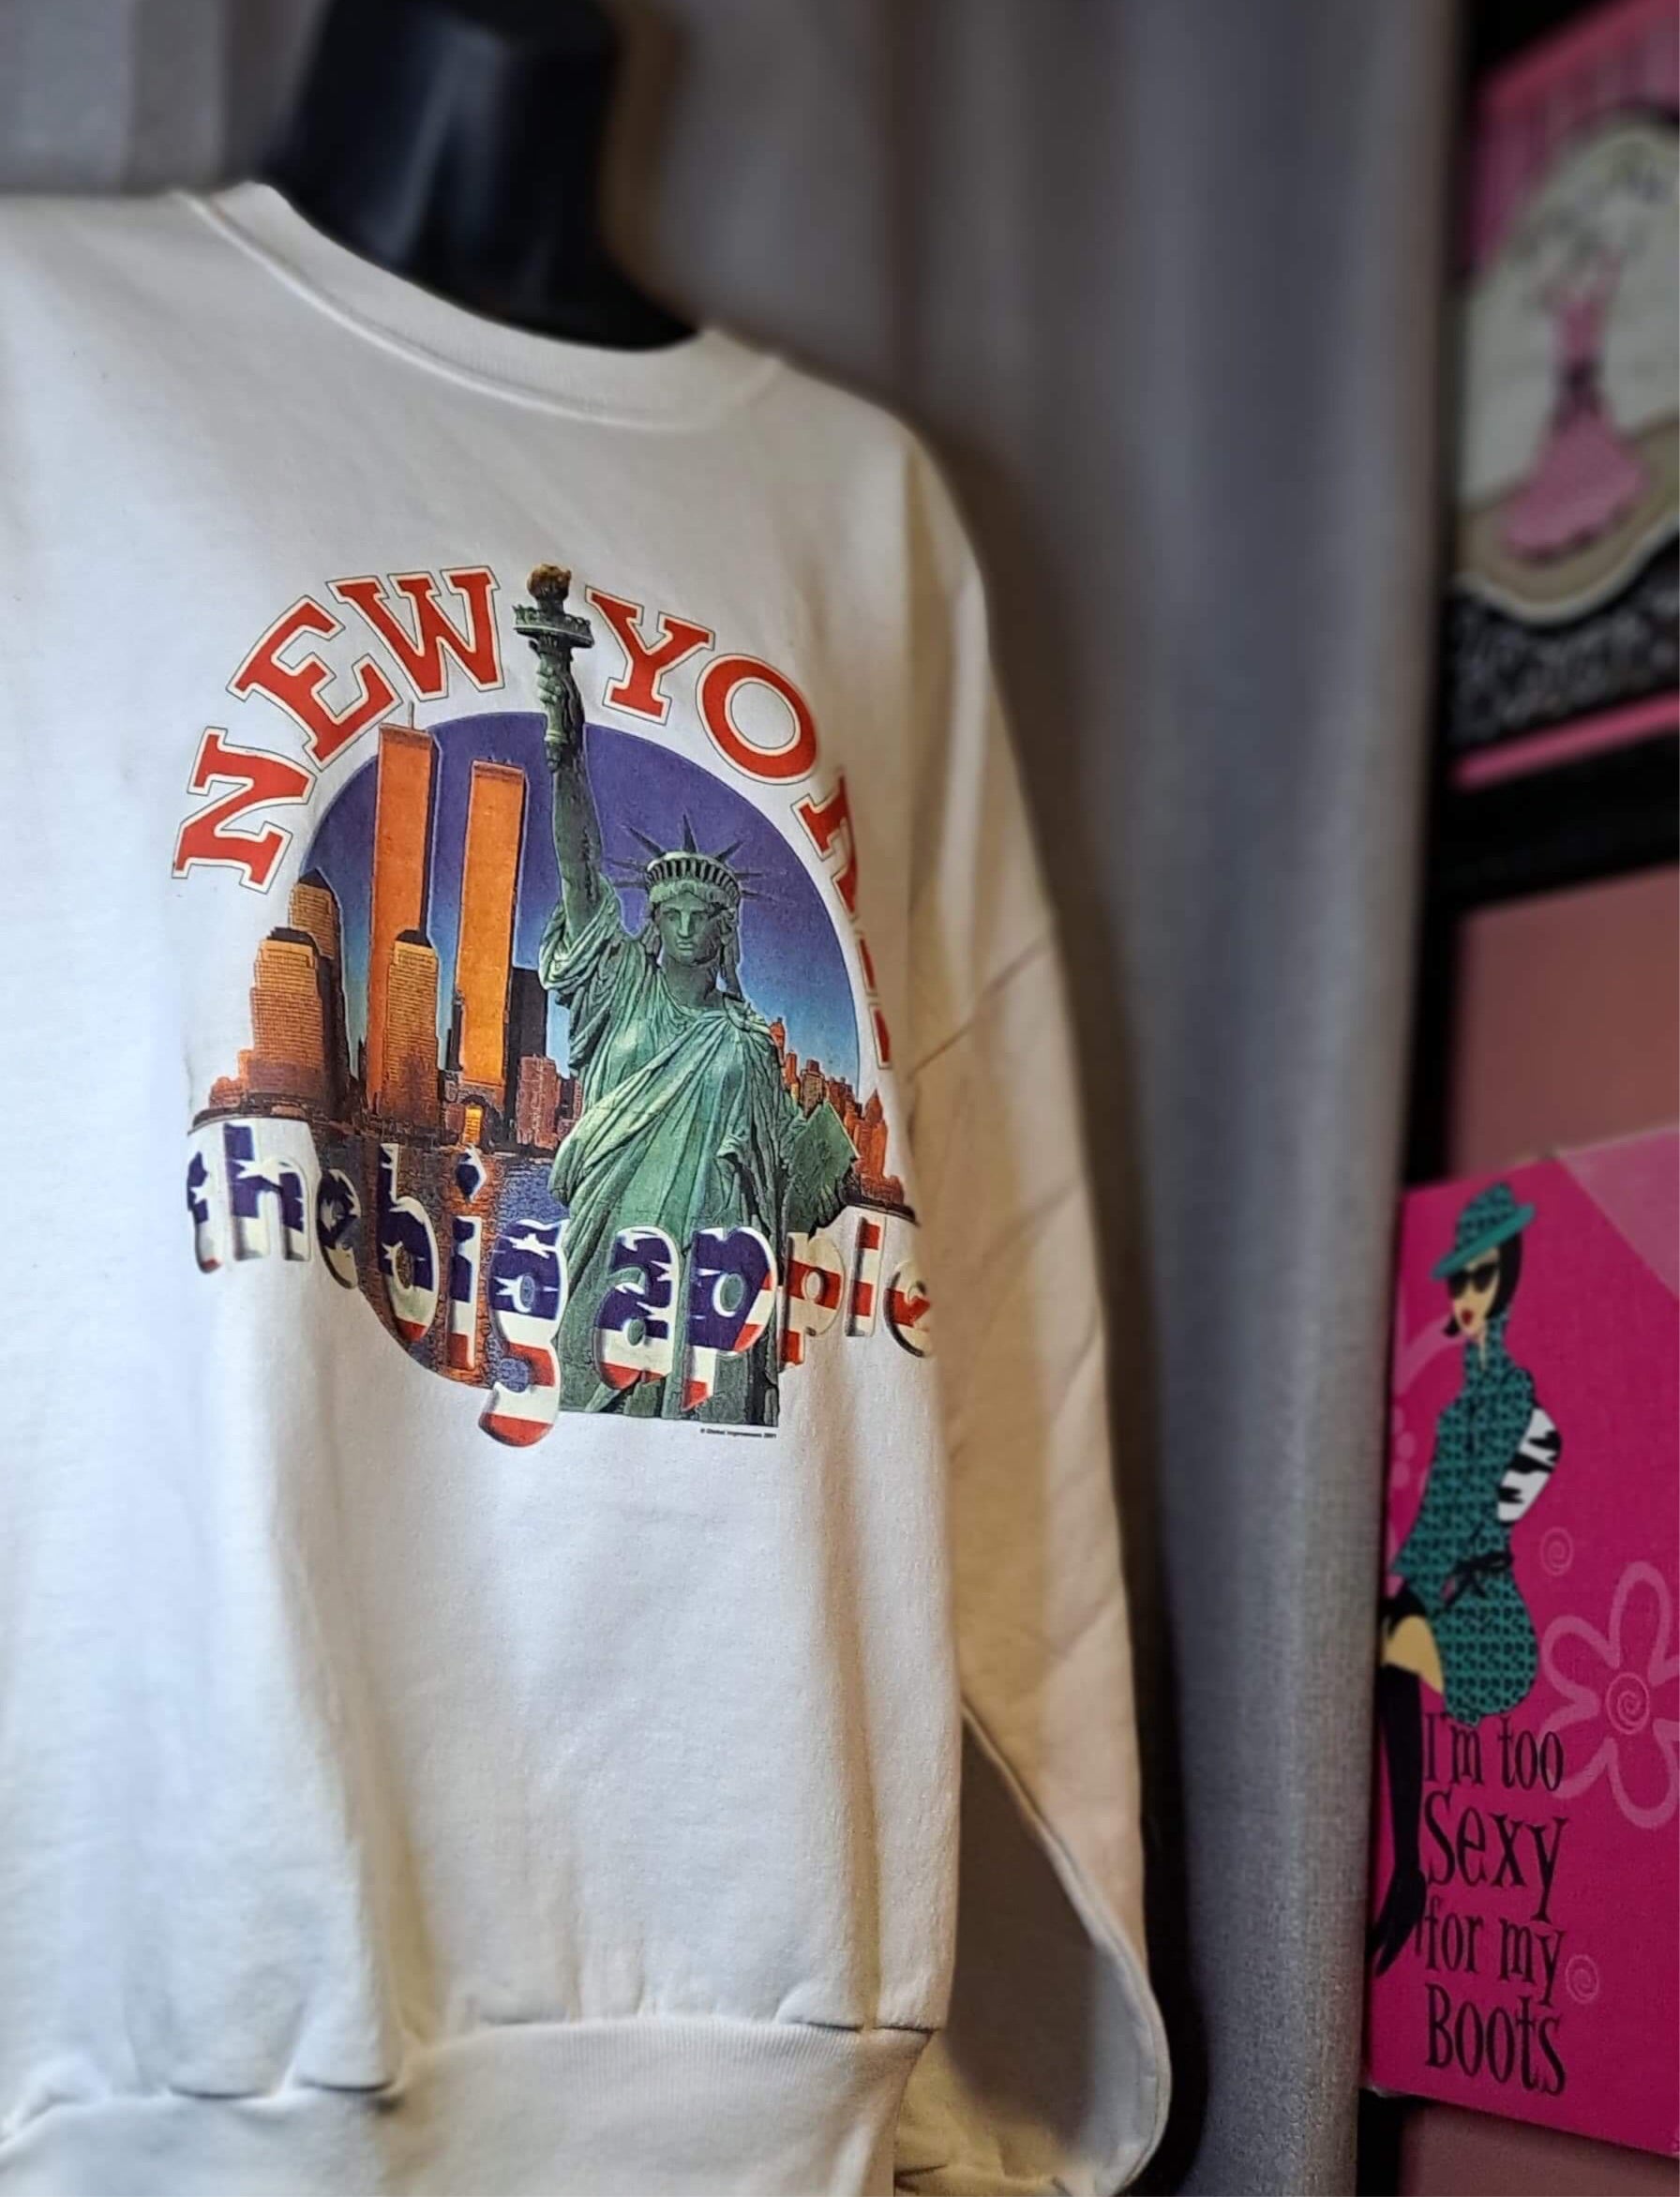 NEW YORK
the big apple
I'm too
Sexy
for my
Boots